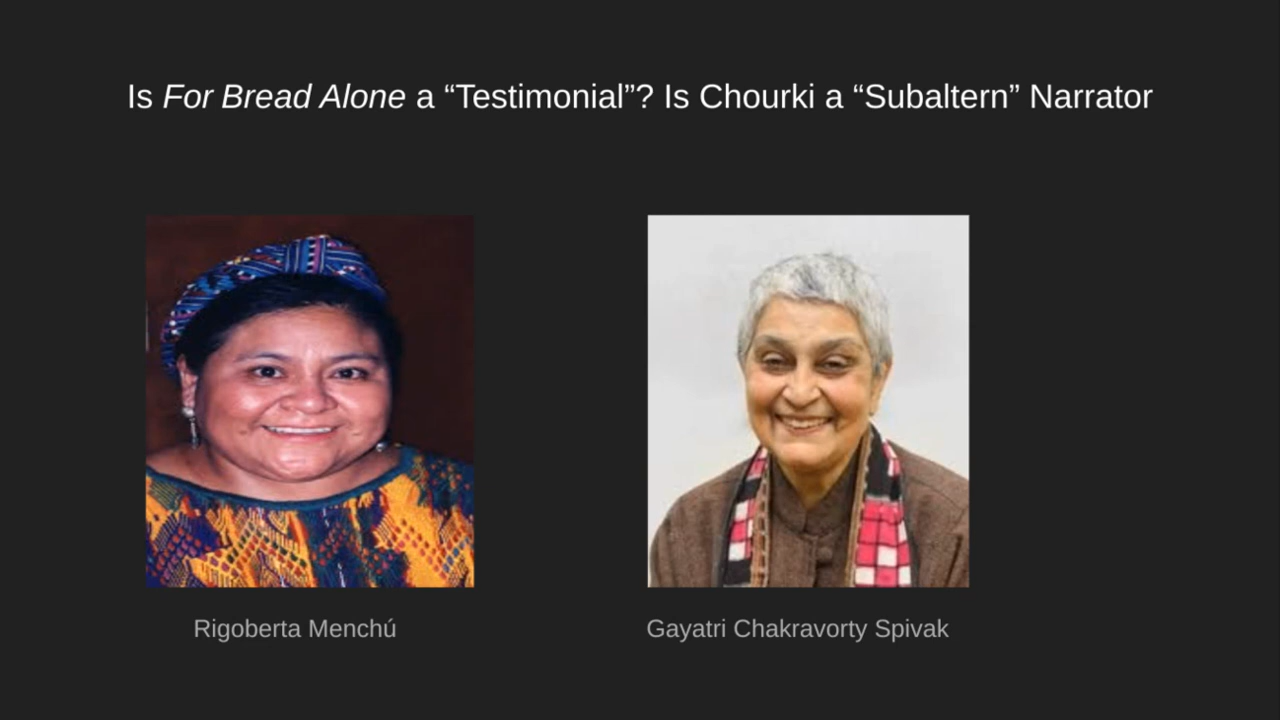 Is For Bread Alone a “Testimonial”? Is Chourki a “Subaltern” Narrator
Rigoberta Menchú
Gayatri Chakravorty Spivak